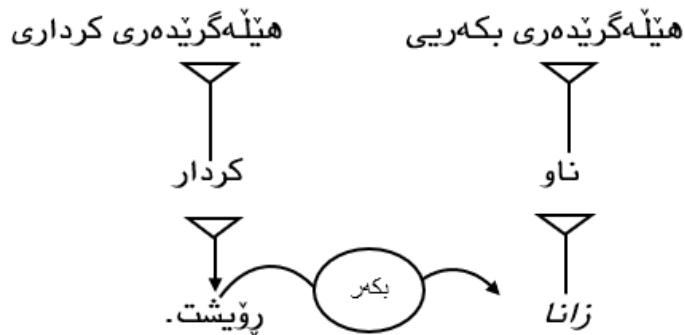 هێڵەگرێدەری بکەریی
هێڵەگرێدەری کرداری
ناو
کردار
بکەر
زانا
ڕۆیشت.